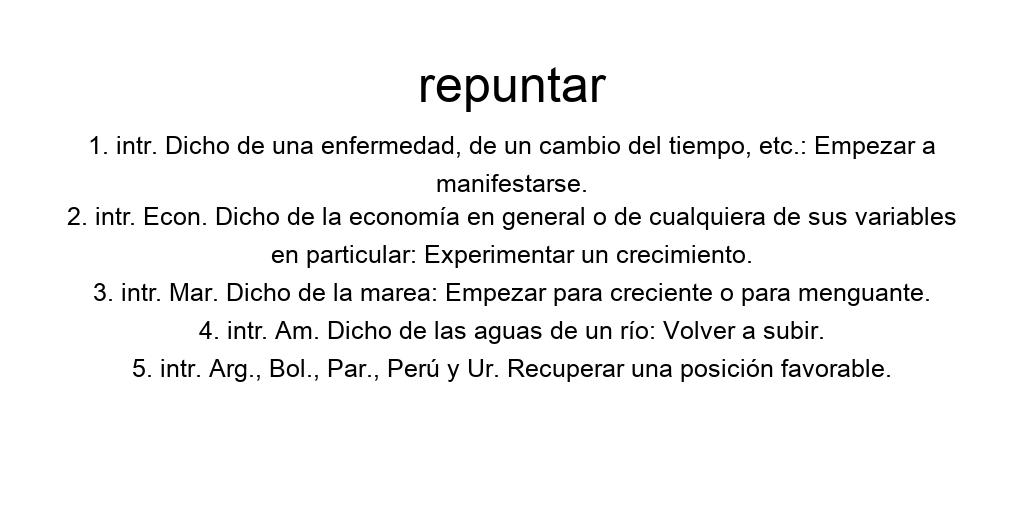 repuntar
1. intr. Dicho de una enfermedad, de un cambio del tiempo, etc.: Empezar a
manifestarse.
2. intr. Econ. Dicho de la economía en general o de cualquiera de sus variables
en particular: Experimentar un crecimiento.
3. intr. Mar. Dicho de la marea: Empezar para creciente o para menguante.
4. intr. Am. Dicho de las aguas de un río: Volver a subir.
5. intr. Arg., Bol., Par., Perú y Ur. Recuperar una posición favorable.